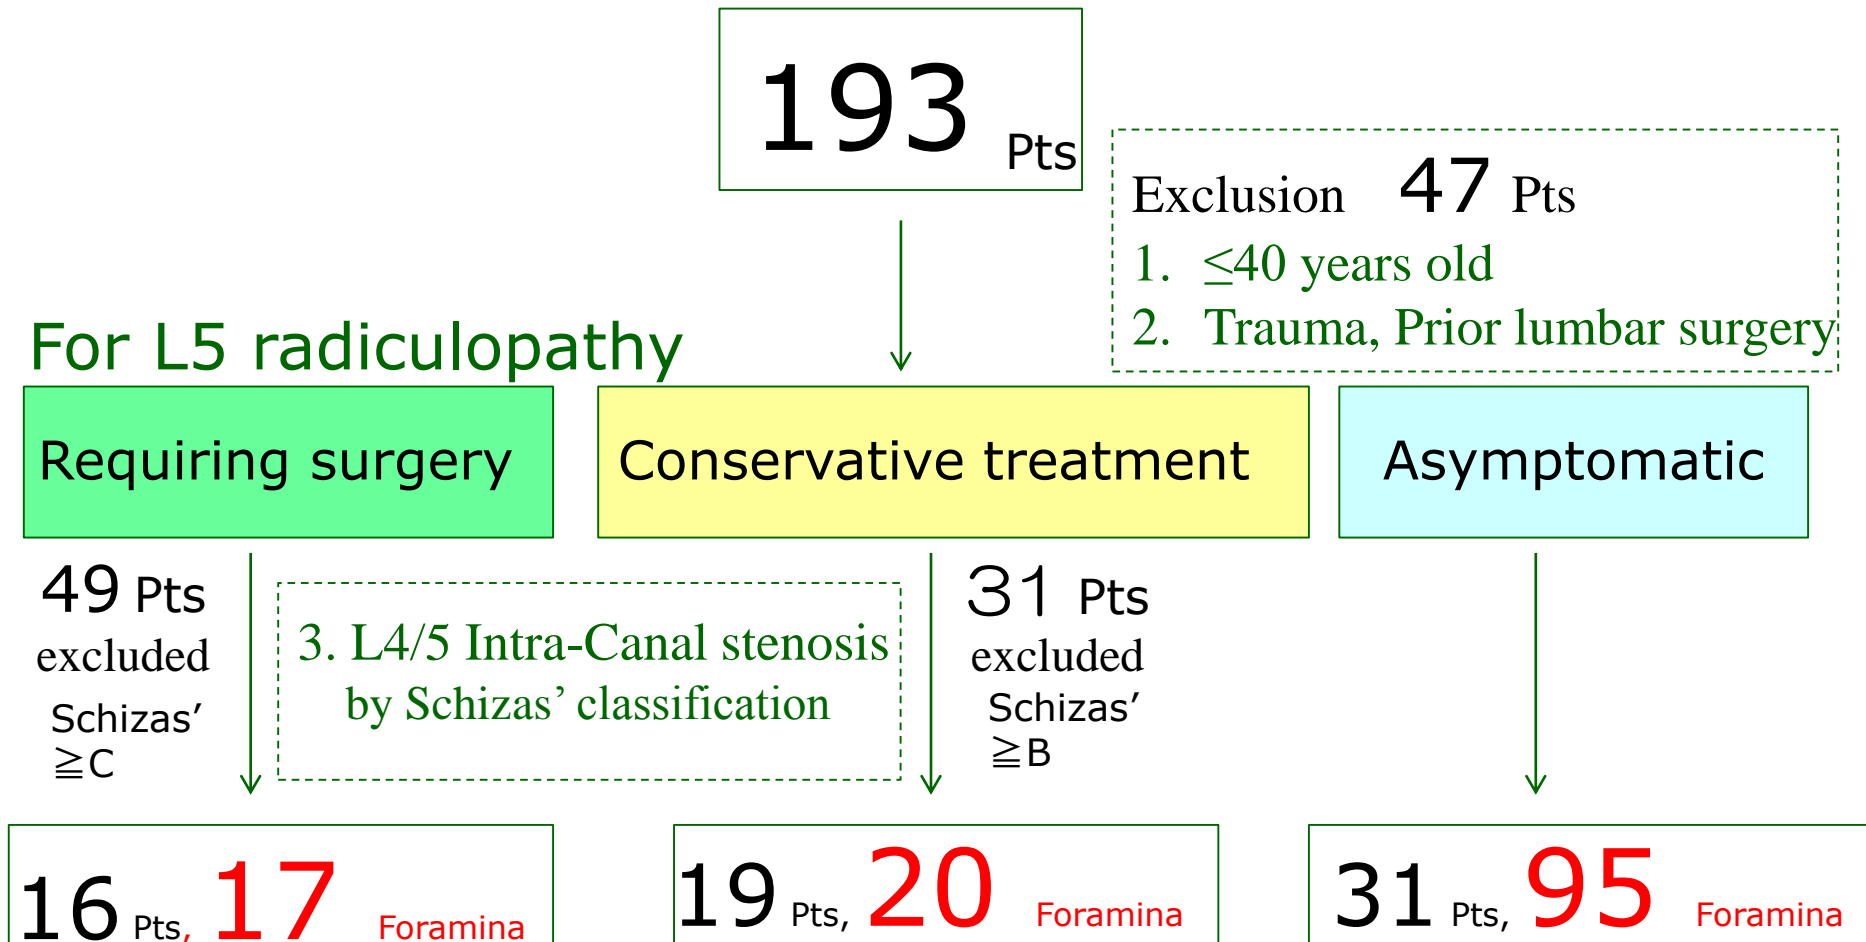 193 Pts
Exclusion 47 Pts
1. ≤40 years old
2. Trauma, Prior lumbar surgery
For L5 radiculopathy
Requiring surgery
Conservative treatment
Asymptomatic
49 Pts
excluded
Schizas’
≧C
3. L4/5 Intra-Canal stenosis
by Schizas’ classification
31 Pts
excluded
Schizas’
≧B
16 Pts, 17 Foramina
19 Pts, 20 Foramina
31 Pts, 95 Foramina